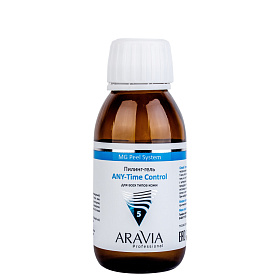 MG Peel System
Пилинг-гель
ANY-Time Control
для всех типов кожи
5
ARAVIA
Professional